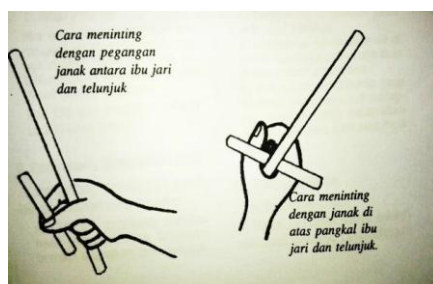 Cara meninting
dengan pegangan
janak antara ibu jari
dan telunjuk
Cara meninting
dengan janak di
atas pangkal ibu
jari dan telunjuk.